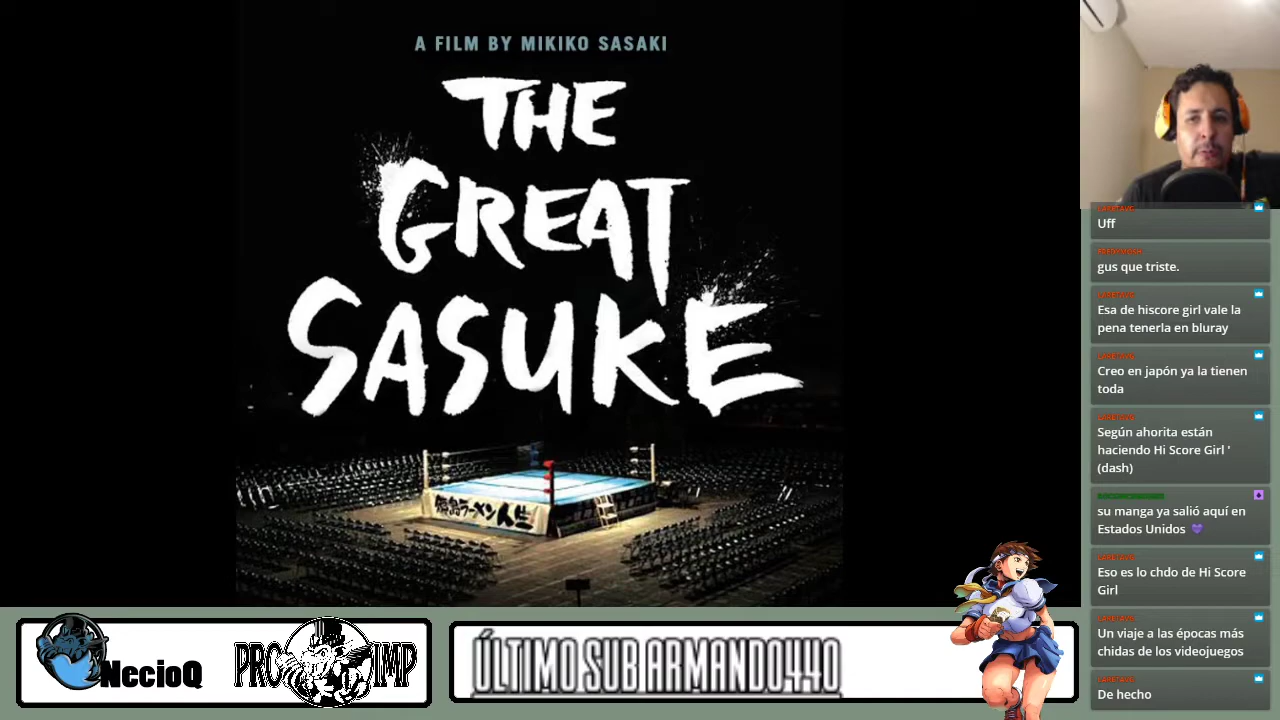 A FILM BY MIKIKO SASAKI
THE
GREAT
SASUKE
Uff
gus que triste.
Esa de hiscore girl vale la
pena tenerla en bluray
Creo en japón ya la tienen
toda
Según ahorita están
haciendo Hi Score Girl '
(dash)
su manga ya salió aquí en
Estados Unidos 💜
Eso es lo chdo de Hi Score
Girl
Un viaje a las épocas más
chidas de los videojuegos
De hecho
NecioQ
ÚLTIMO SUB ARMANDO440